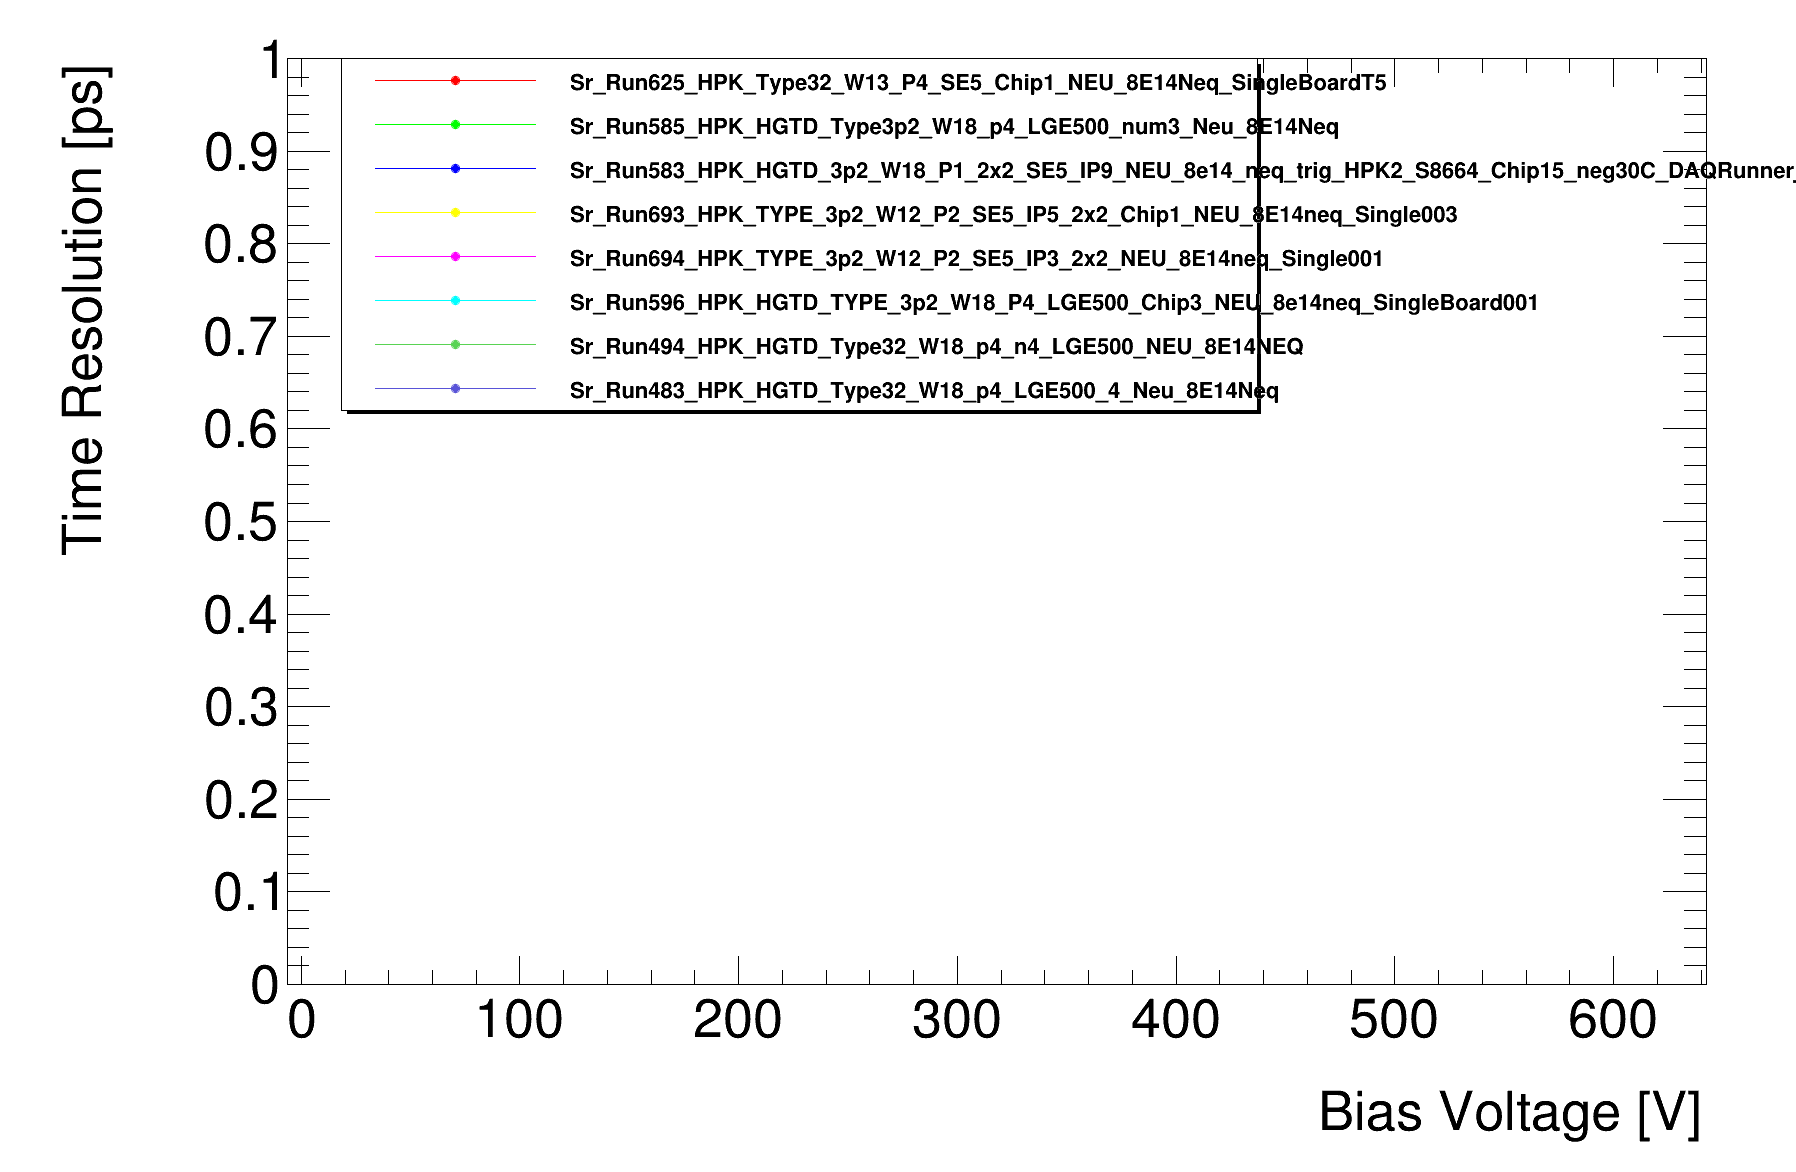 Time Resolution [ps]
1
Sr_Run625_HPK_Type32_W13_P4_SE5_Chip1_NEU_8E14Neq_SingleBoardT5
Sr_Run585_HPK_HGTD_Type3p2_W18_p4_LGE500_num3_Neu_8E14Neq
0.9
Sr_Run583_HPK_HGTD_3p2_W18_P1_2x2_SE5_IP9_NEU_8e14_neq_trig_HPK2_S8664_Chip15_neg30C_DAQRunner_
Sr_Run693_HPK_TYPE_3p2_W12_P2_SE5_IP5_2x2_Chip1_NEU_8E14neq_Single003
0.8
Sr_Run694_HPK_TYPE_3p2_W12_P2_SE5_IP3_2x2_NEU_8E14neq_Single001
Sr_Run596_HPK_HGTD_TYPE_3p2_W18_P4_LGE500_Chip3_NEU_8e14neq_SingleBoard001
0.7
Sr_Run494_HPK_HGTD_Type32_W18_p4_n4_LGE500_NEU_8E14NEQ
Sr_Run483_HPK_HGTD_Type32_W18_p4_LGE500_4_Neu_8E14Neq
0.6
0.5
0.4
0.3
0.2
0.1
0
0 100 200 300 400 500 600
Bias Voltage [V]